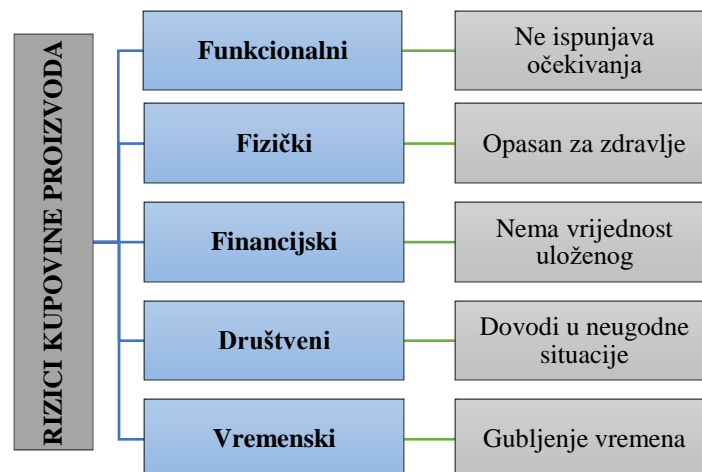 RIZICI KUPOVINE PROIZVODA
Funkcionalni
Ne ispunjava
očekivanja
Fizički
Opasan za zdravlje
Financijski
Nema vrijednost
uloženog
Društveni
Dovodi u neugodne
situacije
Vremenski
Gubljenje vremena